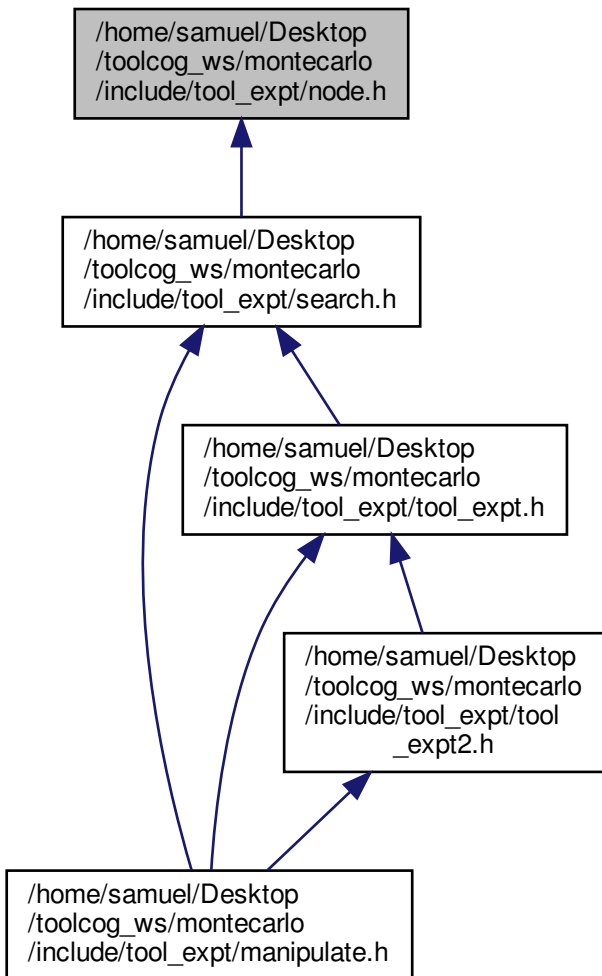 /home/samuel/Desktop
/toolcog_ws/montecarlo
/include/tool_expt/node.h
/home/samuel/Desktop
/toolcog_ws/montecarlo
/include/tool_expt/search.h
/home/samuel/Desktop
/toolcog_ws/montecarlo
/include/tool_expt/tool_expt.h
/home/samuel/Desktop
/toolcog_ws/montecarlo
/include/tool_expt/tool
_expt2.h
/home/samuel/Desktop
/toolcog_ws/montecarlo
/include/tool_expt/manipulate.h